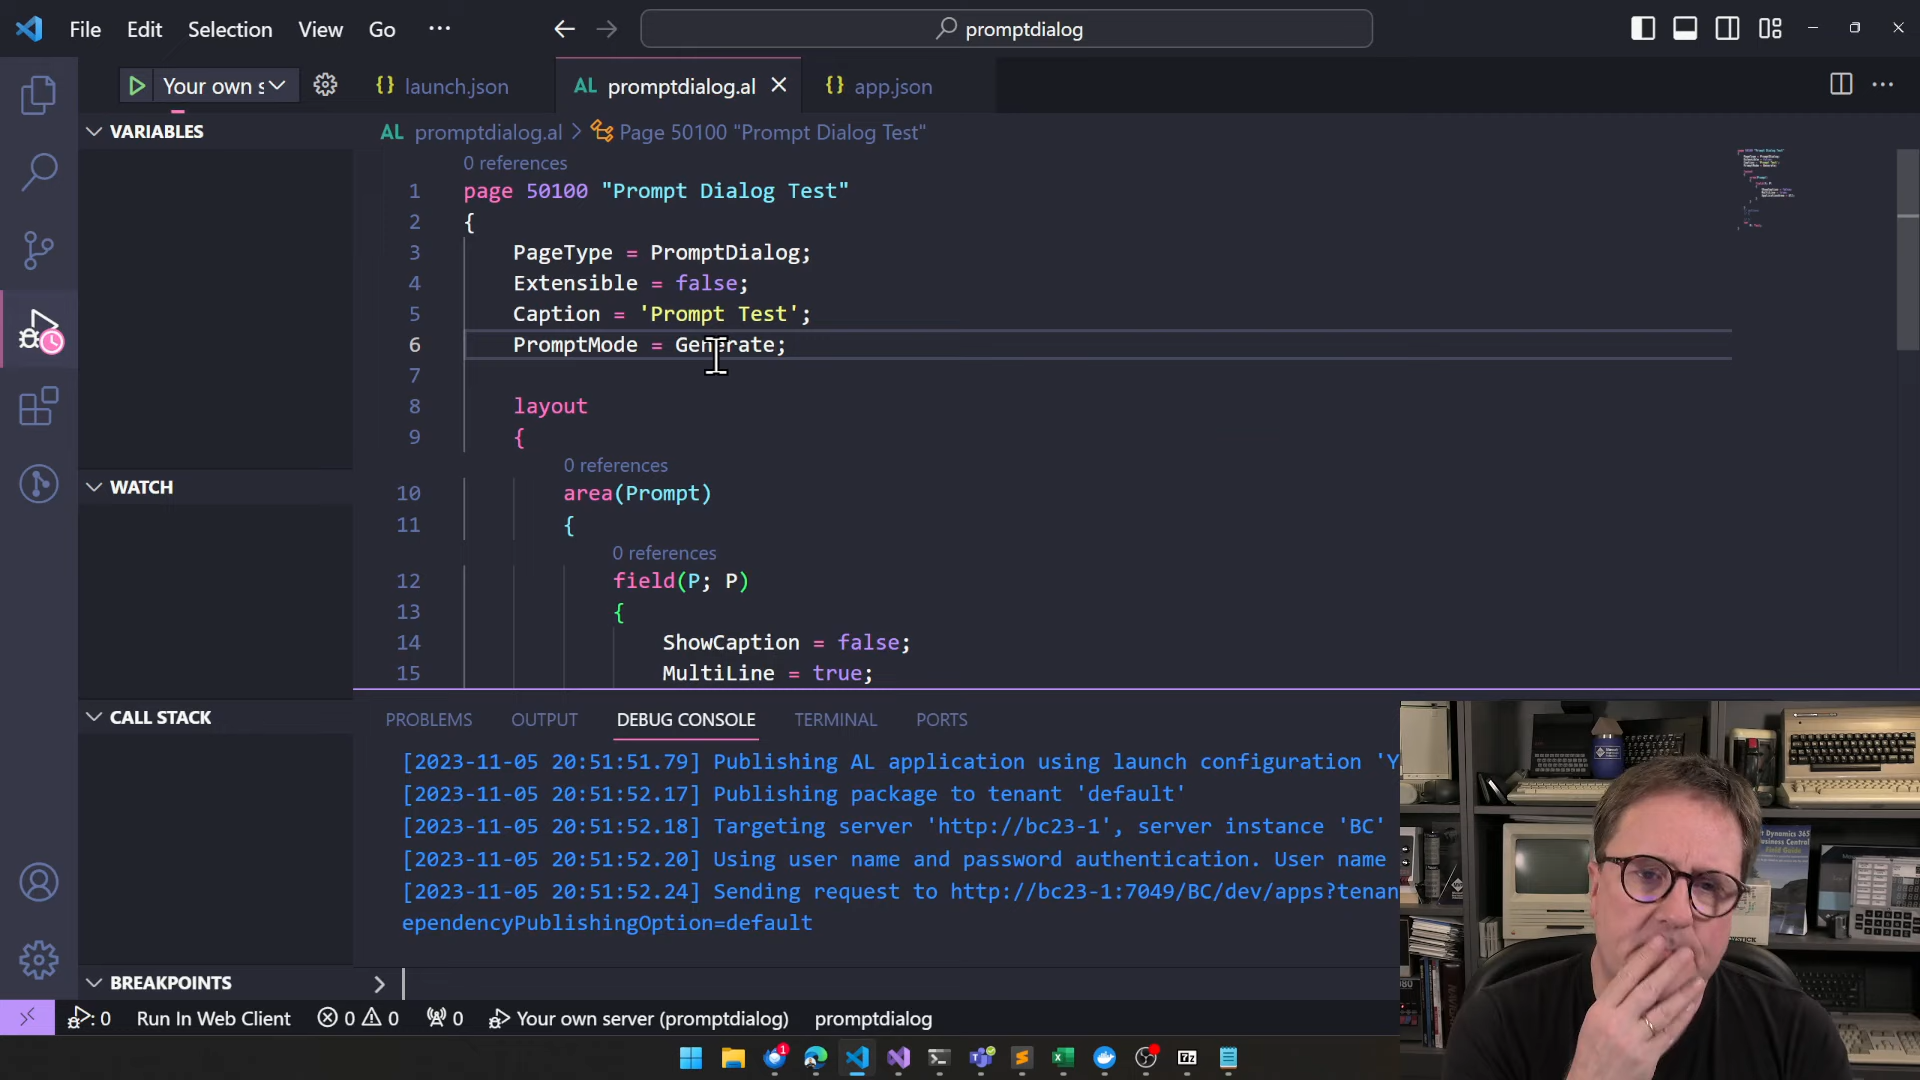 File Edit Selection View Go ··· promptdialog
Your own s launch.json AL promptdialog.al app.json
AL promptdialog.al > Page 50100 "Prompt Dialog Test"
VARIABLES
WATCH
CALL STACK
BREAKPOINTS
0 references
1 page 50100 "Prompt Dialog Test"
2 {
3 PageType = PromptDialog;
4 Extensible = false;
5 Caption = 'Prompt Test';
6 PromptMode = Generate;
7
8 layout
9 {
0 references
10 area(Prompt)
11 {
0 references
12 field(P; P)
13 {
14 ShowCaption = false;
15 MultiLine = true;
PROBLEMS OUTPUT DEBUG CONSOLE TERMINAL PORTS
[2023-11-05 20:51:51.79] Publishing AL application using launch configuration 'Y
[2023-11-05 20:51:52.17] Publishing package to tenant 'default'
[2023-11-05 20:51:52.18] Targeting server 'http://bc23-1', server instance 'BC'
[2023-11-05 20:51:52.20] Using user name and password authentication. User name
[2023-11-05 20:51:52.24] Sending request to http://bc23-1:7049/BC/dev/apps?tenan
ependencyPublishingOption=default
>
: 0 Run In Web Client 0 0 0 Your own server (promptdialog) promptdialog
1
7z
Dynamics 365
Business Central